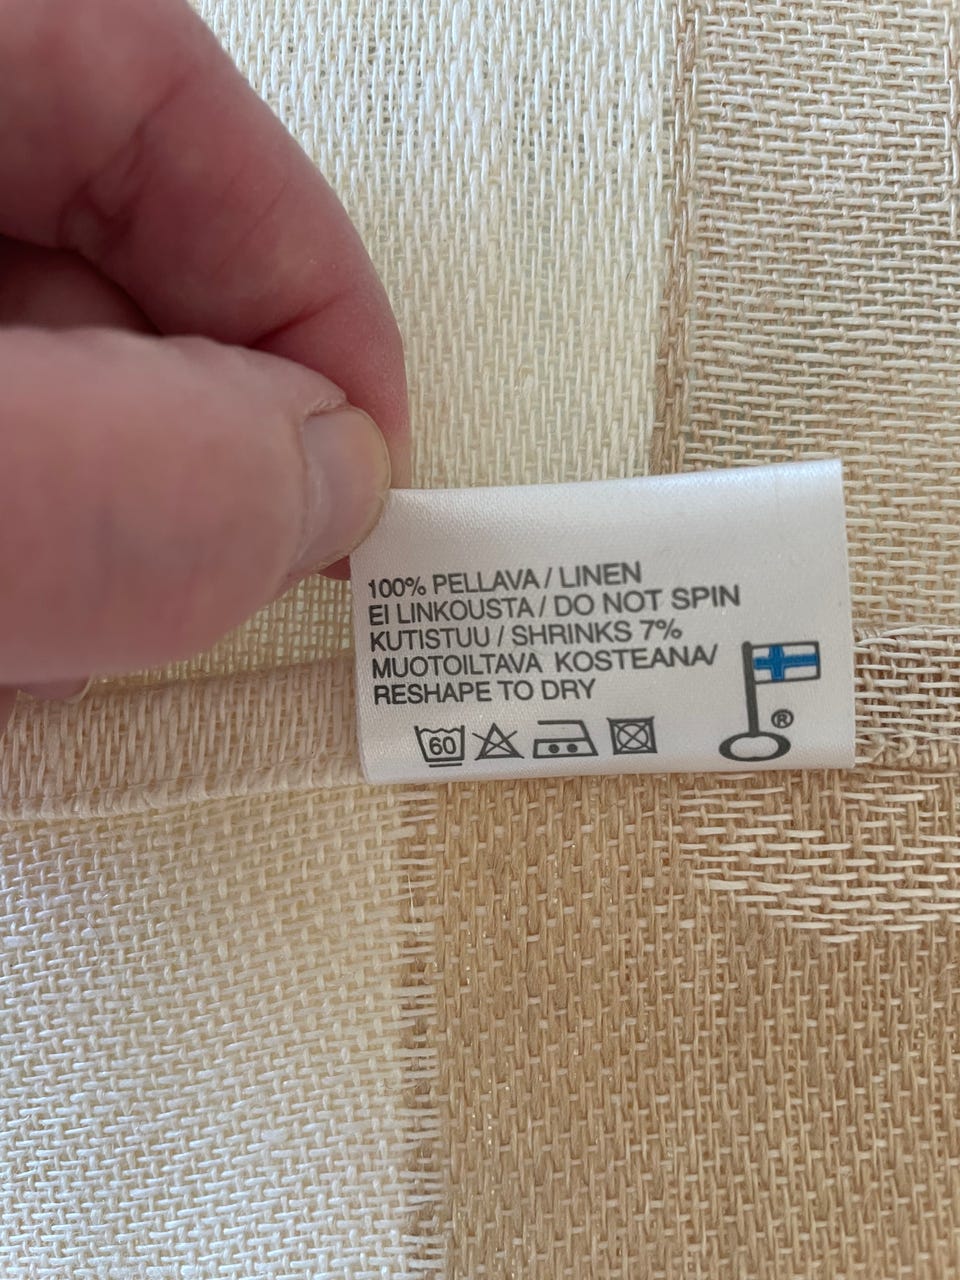 100% PELLAVA / LINEN
EI LINKOUSTA / DO NOT SPIN
KUTISTUU / SHRINKS 7%
MUOTOILTAVA KOSTEANA/
RESHAPE TO DRY
60
®